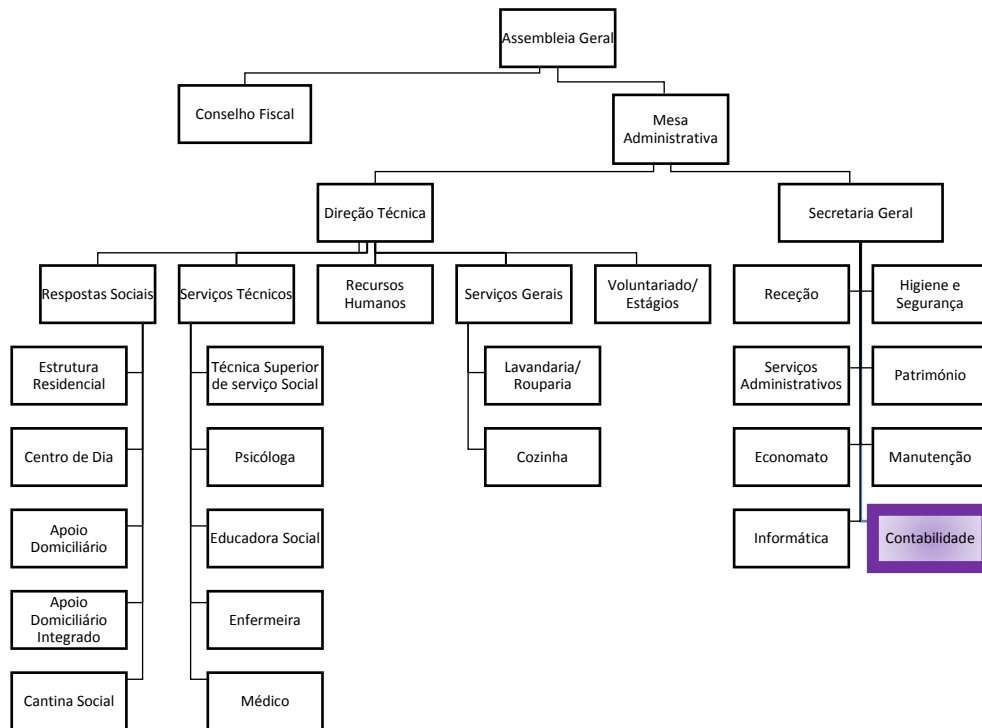 Assembleia Geral
Conselho Fiscal
Mesa
Administrativa
Direção Técnica
Secretaria Geral
Respostas Sociais
Serviços Técnicos
Recursos
Humanos
Serviços Gerais
Voluntariado/
Estágios
Receção
Higiene e
Segurança
Estrutura
Residencial
Técnica Superior
de serviço Social
Lavandaria/
Rouparia
Serviços
Administrativos
Património
Centro de Dia
Psicóloga
Cozinha
Economato
Manutenção
Apoio
Domiciliário
Educadora Social
Informática
Contabilidade
Apoio
Domiciliário
Integrado
Enfermeira
Cantina Social
Médico